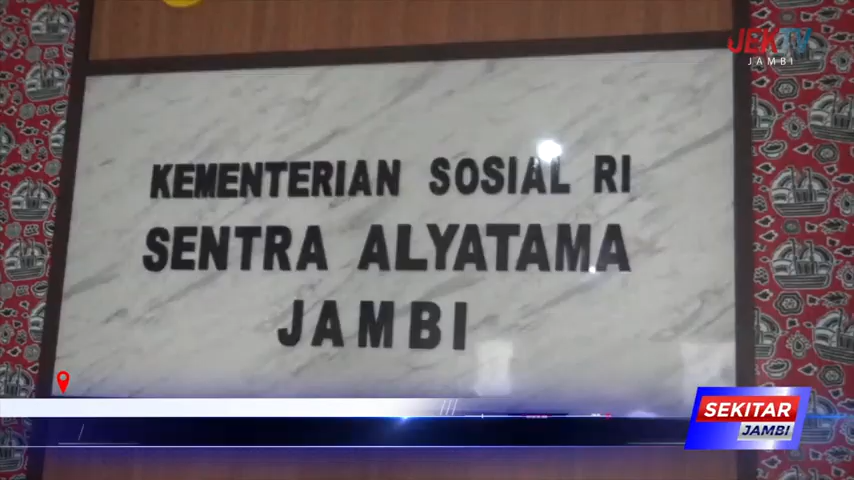 JEKTV
JAMBI
KEMENTERIAN SOSIAL RI
SENTRA ALYATAMA
JAMBI
SEKITAR
JAMBI